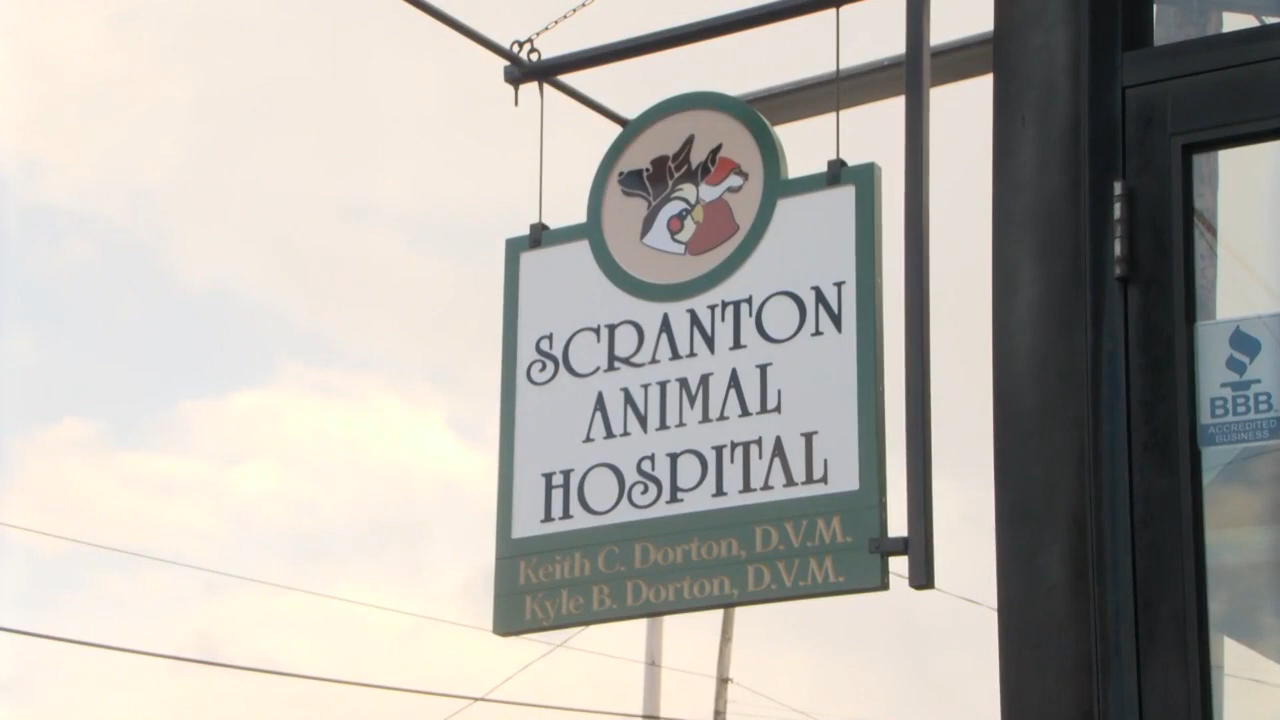 SCRANTON
ANIMAL
HOSPITAL
Keith C. Dorton, D.V.M.
Kyle B. Dorton, D.V.M.
BBB
ACCREDITED
BUSINESS